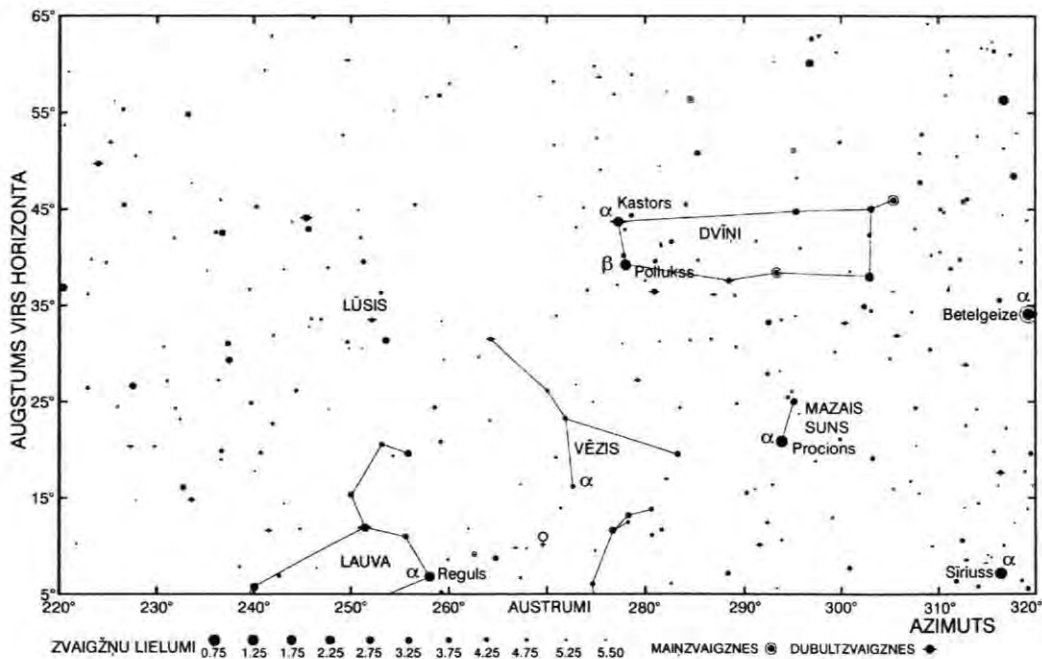 65°
55°
45°
35°
25°
15°
5°
AUGSTUMS VIRS HORIZONTA
Kastors
α
DVĪŅI
β
Pollukss
LŪSIS
α
Betelgeize
MAZAIS
SUNS
α
Procions
VĒZIS
α
LAUVA
α
Reguls
α
Sīriuss
220° 230° 240° 250° 260° AUSTRUMI 280° 290° 300° 310° 320°
AZIMUTS
ZVAIGŽŅU LIELUMI 0.75 1.25 1.75 2.25 2.75 3.25 3.75 4.25 4.75 5.25 5.50 MAIŅZVAIGZNES DUBULTZVAIGZNES